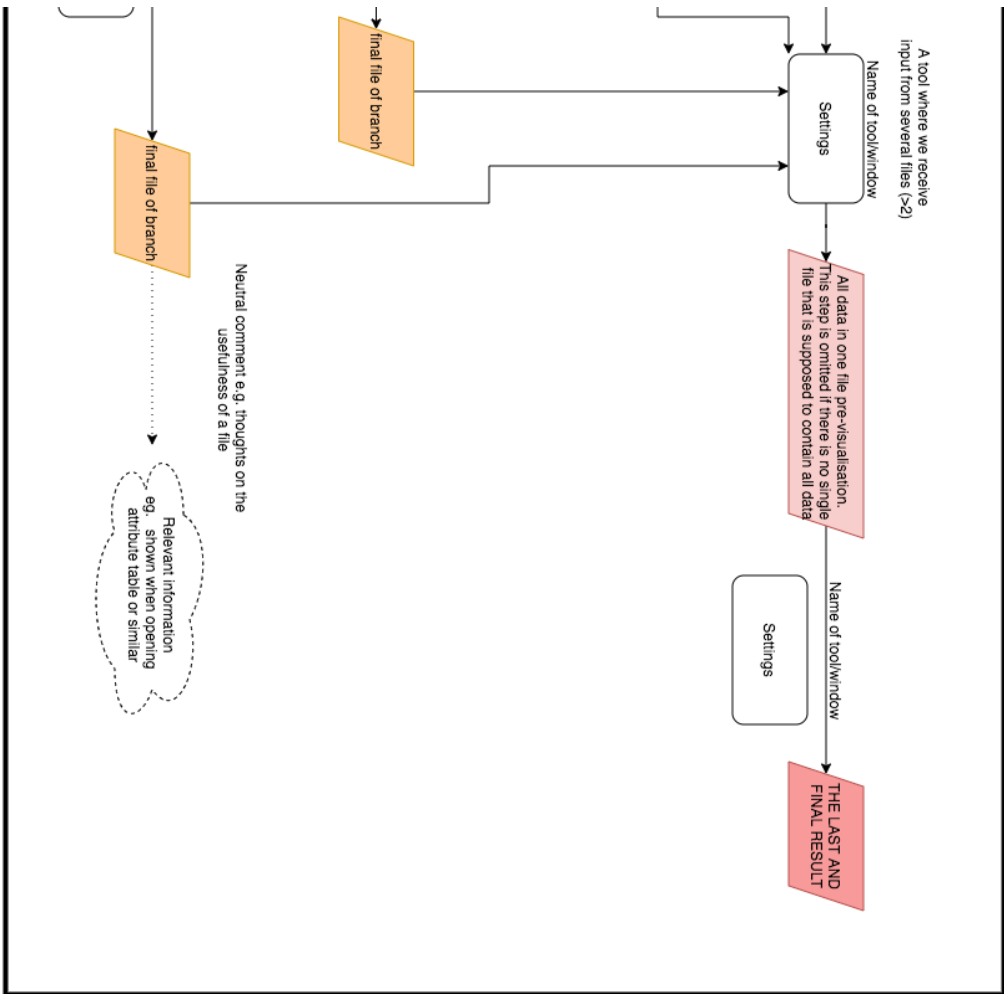 A tool where we receive
input from several files (>2)
Name of tool/window
Settings
All data in one file pre-visualisation.
This step is omitted if there is no single
file that is supposed to contain all data
Name of tool/window
Settings
THE LAST AND
FINAL RESULT
final file of branch
final file of branch
Neutral comment e.g. thoughts on the
usefulness of a file
Relevant information
eg. shown when opening
attribute table or similar